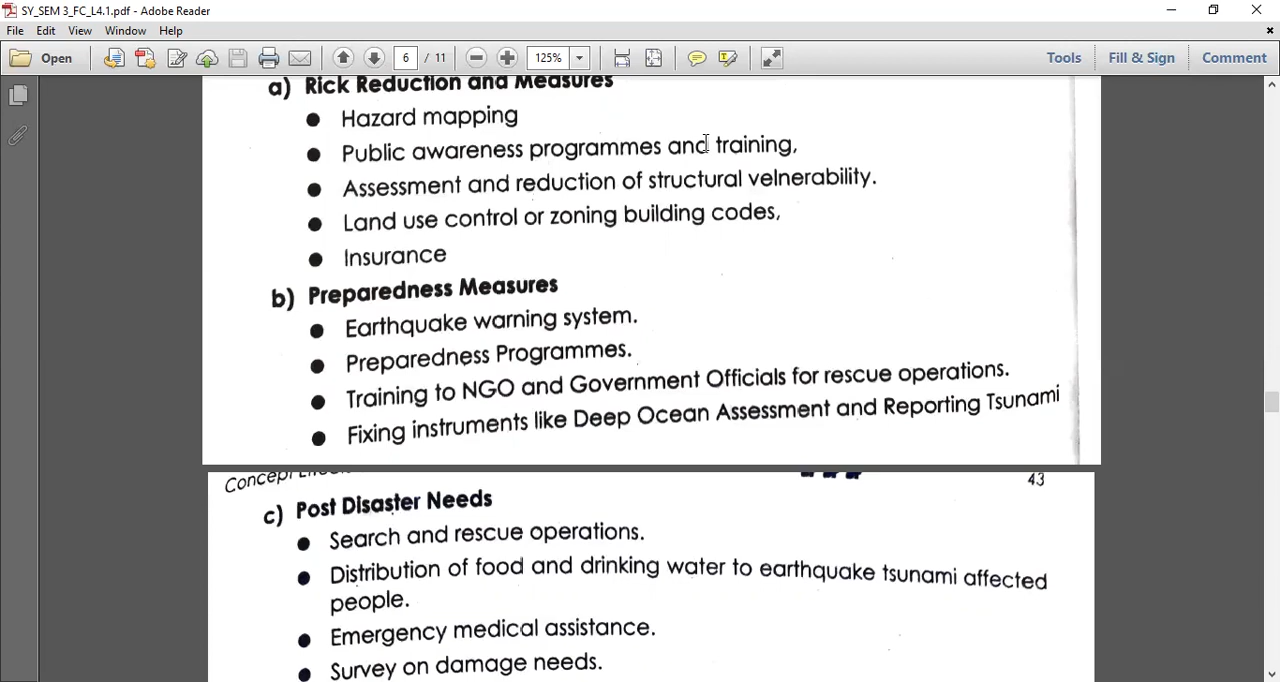 SY_SEM 3_FC_L4.1.pdf - Adobe Reader
File Edit View Window Help
Open 6 / 11 125% Tools Fill & Sign Comment
a) Rick Reduction and Measures
● Hazard mapping
● Public awareness programmes and training,
● Assessment and reduction of structural velnerability.
● Land use control or zoning building codes,
● Insurance
b) Preparedness Measures
● Earthquake warning system.
● Preparedness Programmes.
● Training to NGO and Government Officials for rescue operations.
● Fixing instruments like Deep Ocean Assessment and Reporting Tsunami
Concept 43
c) Post Disaster Needs
● Search and rescue operations.
● Distribution of food and drinking water to earthquake tsunami affected
people.
● Emergency medical assistance.
● Survey on damage needs.